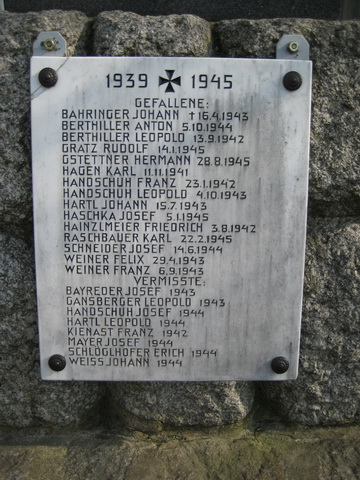 1939 ✠ 1945
GEFALLENE:
BAHRINGER JOHANN † 16.4.1943
BERTHILLER ANTON 5.10.1944
BERTHILLER LEOPOLD 13.9.1942
GRATZ RUDOLF 14.1.1945
GSTETTNER HERMANN 28.8.1945
HAGEN KARL 11.11.1941
HANDSCHUH FRANZ 23.1.1942
HANDSCHUH LEOPOLD 4.10.1943
HARTL JOHANN 15.7.1943
HASCHKA JOSEF 5.1.1945
HAINZLMEIER FRIEDRICH 3.8.1942
RASCHBAUER KARL 22.2.1945
SCHNEIDER JOSEF 14.6.1944
WEINER FELIX 29.4.1943
WEINER FRANZ 6.9.1943
VERMISSTE:
BAYREDER JOSEF 1943
GANSBERGER LEOPOLD 1943
HANDSCHUH JOSEF 1944
HARTL LEOPOLD 1944
KIENAST FRANZ 1942
MAYER JOSEF 1944
SCHLÖGLHOFER ERICH 1944
WEISS JOHANN 1944